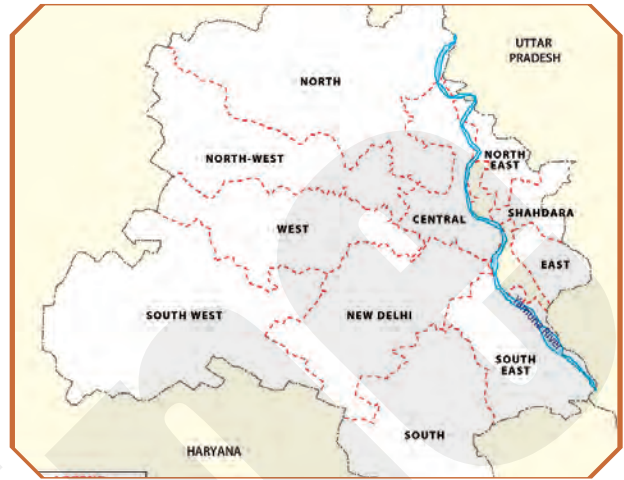 UTTAR
PRADESH
NORTH
NORTH
EAST
NORTH-WEST
SHAHDARA
CENTRAL
WEST
EAST
SOUTH WEST
NEW DELHI
Yamuna River
SOUTH
EAST
SOUTH
HARYANA